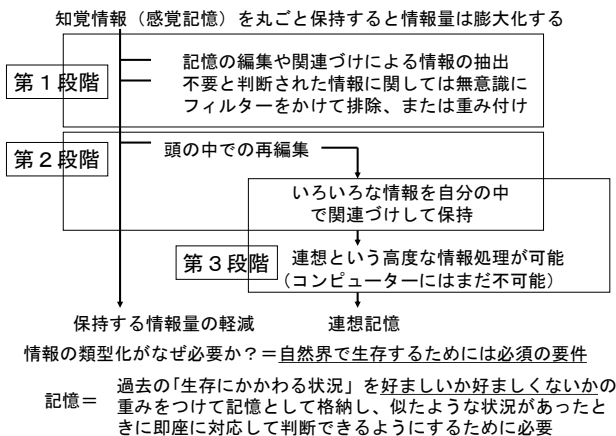 知覚情報（感覚記憶）を丸ごと保持すると情報量は膨大化する
第１段階
記憶の編集や関連づけによる情報の抽出
不要と判断された情報に関しては無意識に
フィルターをかけて排除、または重み付け
第２段階
頭の中での再編集
いろいろな情報を自分の中
で関連づけして保持
第３段階
連想という高度な情報処理が可能
（コンピューターにはまだ不可能）
保持する情報量の軽減
連想記憶
情報の類型化がなぜ必要か？＝自然界で生存するためには必須の要件
記憶＝
過去の「生存にかかわる状況」を好ましいか好ましくないかの
重みをつけて記憶として格納し、似たような状況があったと
きに即座に対応して判断できるようにするために必要